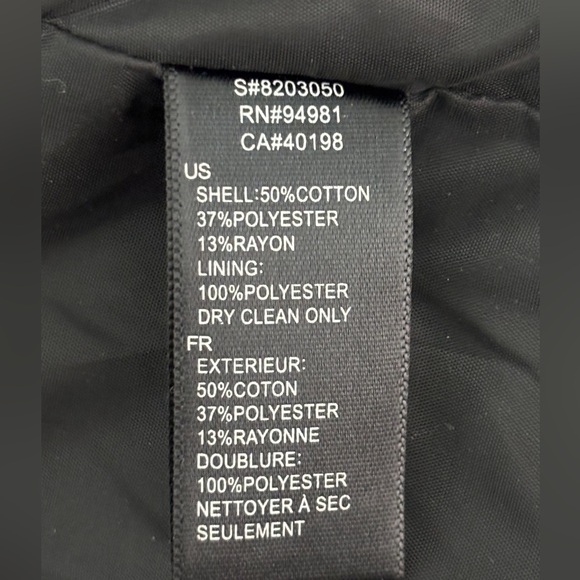 S#8203050
RN#94981
CA#40198
US
SHELL:50%COTTON
37%POLYESTER
13%RAYON
LINING:
100%POLYESTER
DRY CLEAN ONLY
FR
EXTERIEUR:
50%COTON
37%POLYESTER
13%RAYONNE
DOUBLURE:
100%POLYESTER
NETTOYER À SEC
SEULEMENT